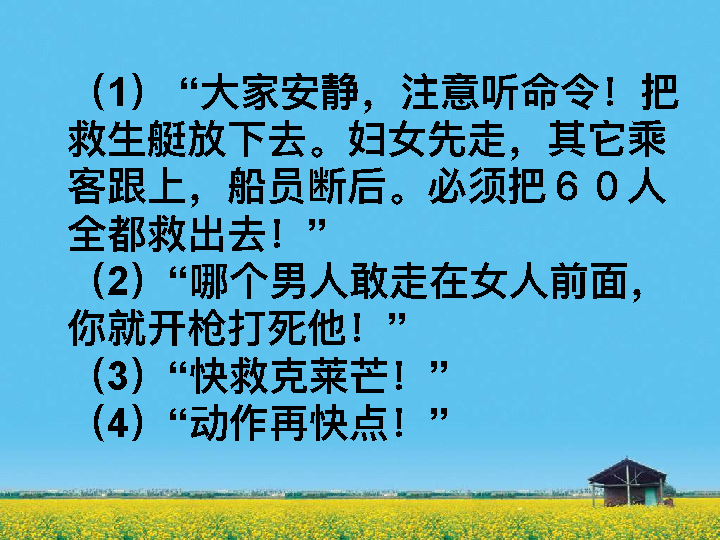 （1） “大家安静，注意听命令！把
救生艇放下去。妇女先走，其它乘
客跟上，船员断后。必须把６０人
全都救出去！”
（2）“哪个男人敢走在女人前面，
你就开枪打死他！”
（3）“快救克莱芒！”
（4）“动作再快点！”